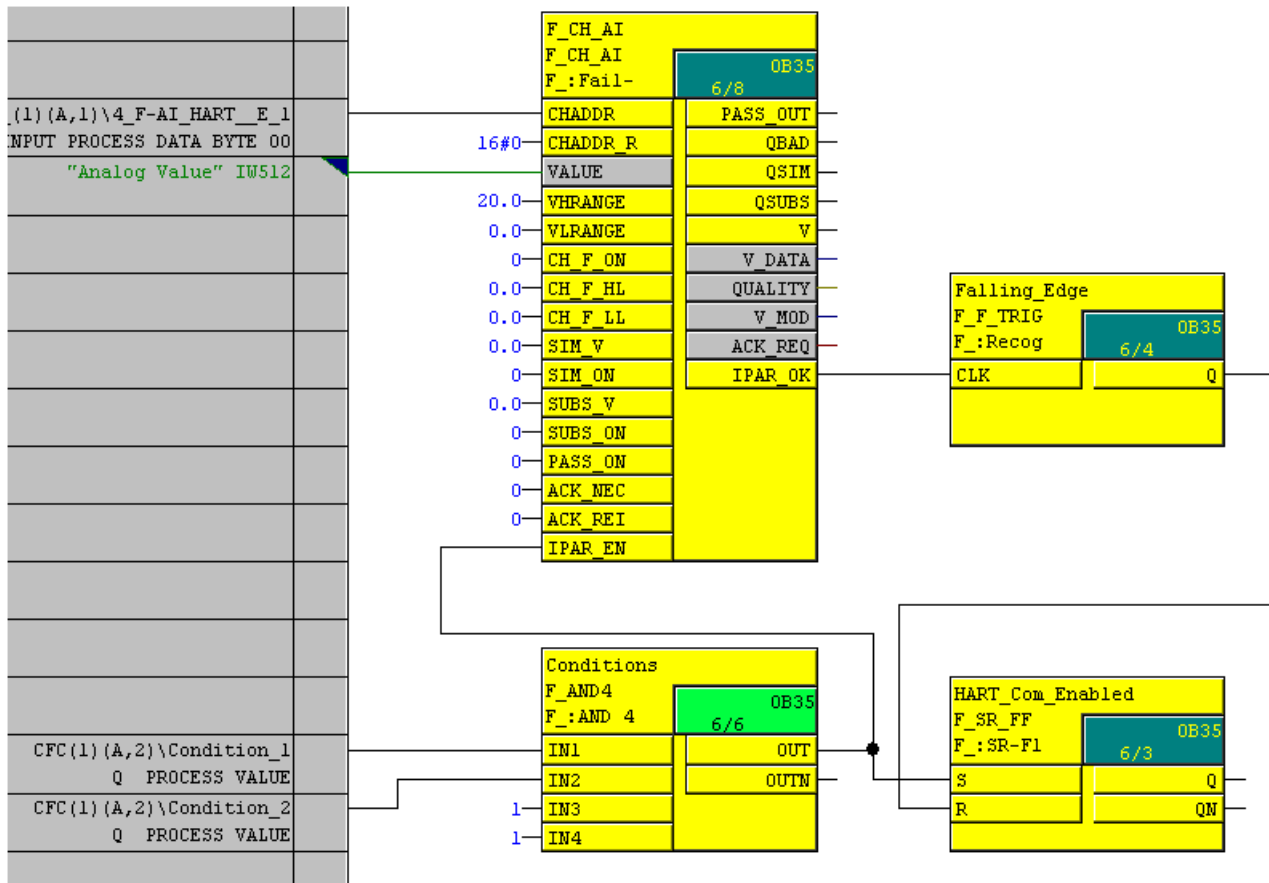 _(1)(A,1)\4_F-AI_HART__E_1
INPUT PROCESS DATA BYTE 00
"Analog Value" IW512
CFC(1)(A,2)\Condition_1
Q PROCESS VALUE
CFC(1)(A,2)\Condition_2
Q PROCESS VALUE
F_CH_AI
F_CH_AI
F_:Fail-
OB35
6/8
CHADDR PASS_OUT
16#0 CHADDR_R QBAD
VALUE QSIM
20.0 VHRANGE QSUBS
0.0 VLRANGE V
0 CH_F_ON V_DATA
0.0 CH_F_HL QUALITY
0.0 CH_F_LL V_MOD
0.0 SIM_V ACK_REQ
0 SIM_ON IPAR_OK
0.0 SUBS_V
0 SUBS_ON
0 PASS_ON
0 ACK_NEC
0 ACK_REI
IPAR_EN
Falling_Edge
F_F_TRIG
F_:Recog
OB35
6/4
CLK Q
Conditions
F_AND4
F_:AND 4
OB35
6/6
IN1 OUT
IN2 OUTN
1 IN3
1 IN4
HART_Com_Enabled
F_SR_FF
F_:SR-Fl
OB35
6/3
S Q
R QN